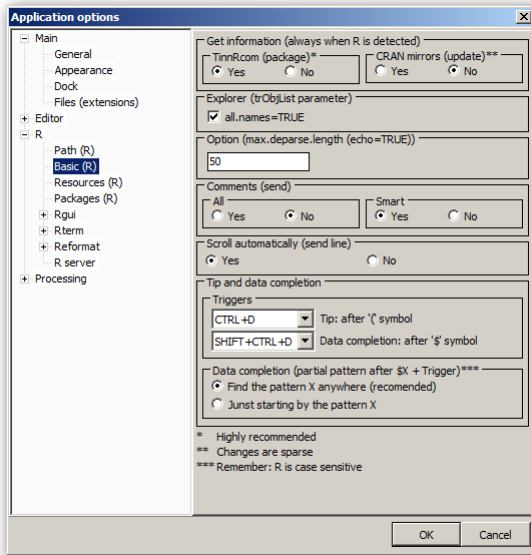 Application options
Main
General
Appearance
Dock
Files (extensions)
Editor
R
Path (R)
Basic (R)
Resources (R)
Packages (R)
Rgui
Rterm
Reformat
R server
Processing
Get information (always when R is detected)
TinnRcom (package)*
Yes No
CRAN mirrors (update)**
Yes No
Explorer (trObjList parameter)
all.names=TRUE
Option (max.deparse.length (echo=TRUE))
50
Comments (send)
All
Yes No
Smart
Yes No
Scroll automatically (send line)
Yes No
Tip and data completion
Triggers
CTRL+D Tip: after '(' symbol
SHIFT+CTRL+D Data completion: after '$' symbol
Data completion (partial pattern after $X + Trigger)***
Find the pattern X anywhere (recomended)
Junst starting by the pattern X
* Highly recommended
** Changes are sparse
*** Remember: R is case sensitive
OK Cancel